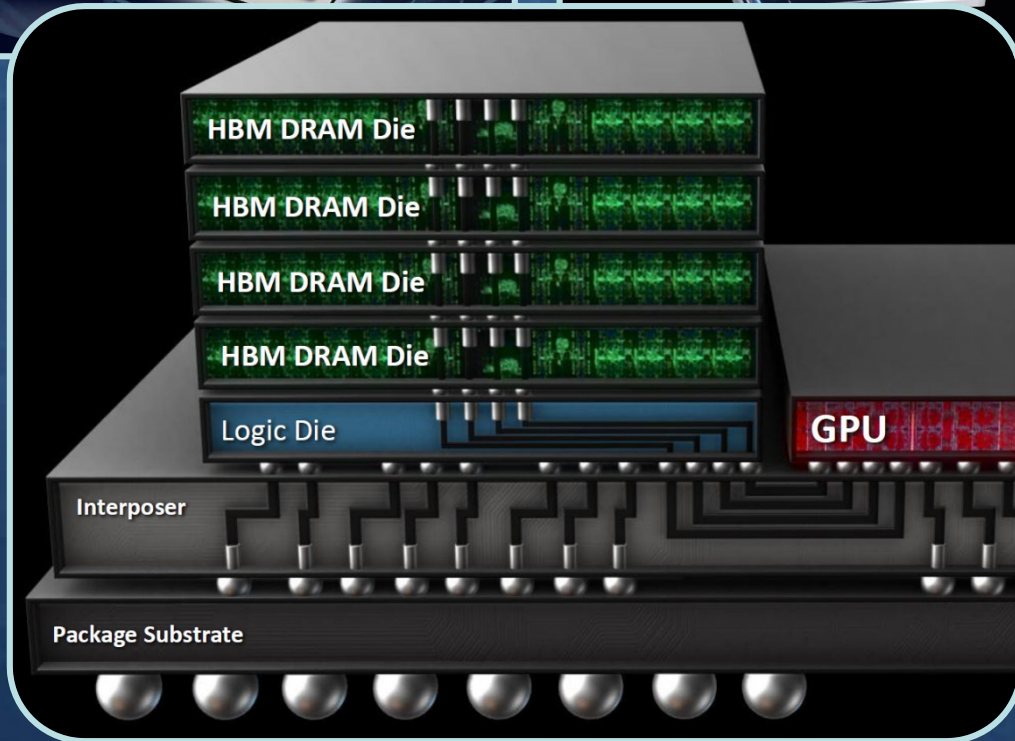 HBM DRAM Die
HBM DRAM Die
HBM DRAM Die
HBM DRAM Die
Logic Die
GPU
Interposer
Package Substrate